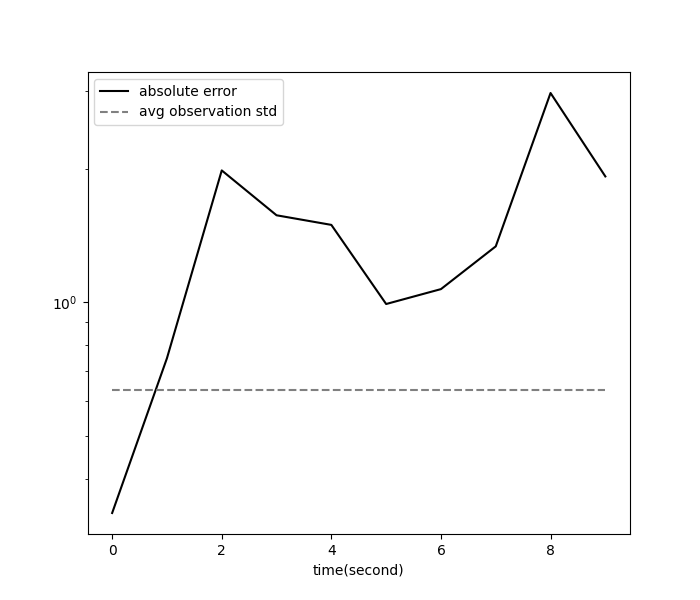 absolute error
avg observation std
10⁰
0 2 4 6 8
time(second)